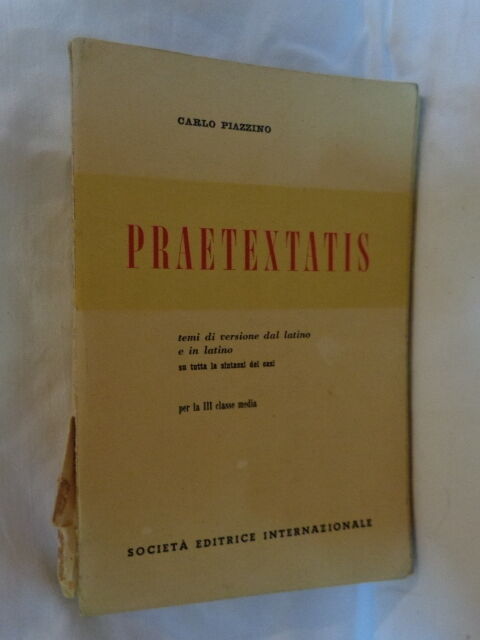 CARLO PIAZZINO
PRAETEXTATIS
temi di versione dal latino
e in latino
su tutta la sintassi dei casi
per la III classe media
SOCIETÀ EDITRICE INTERNAZIONALE